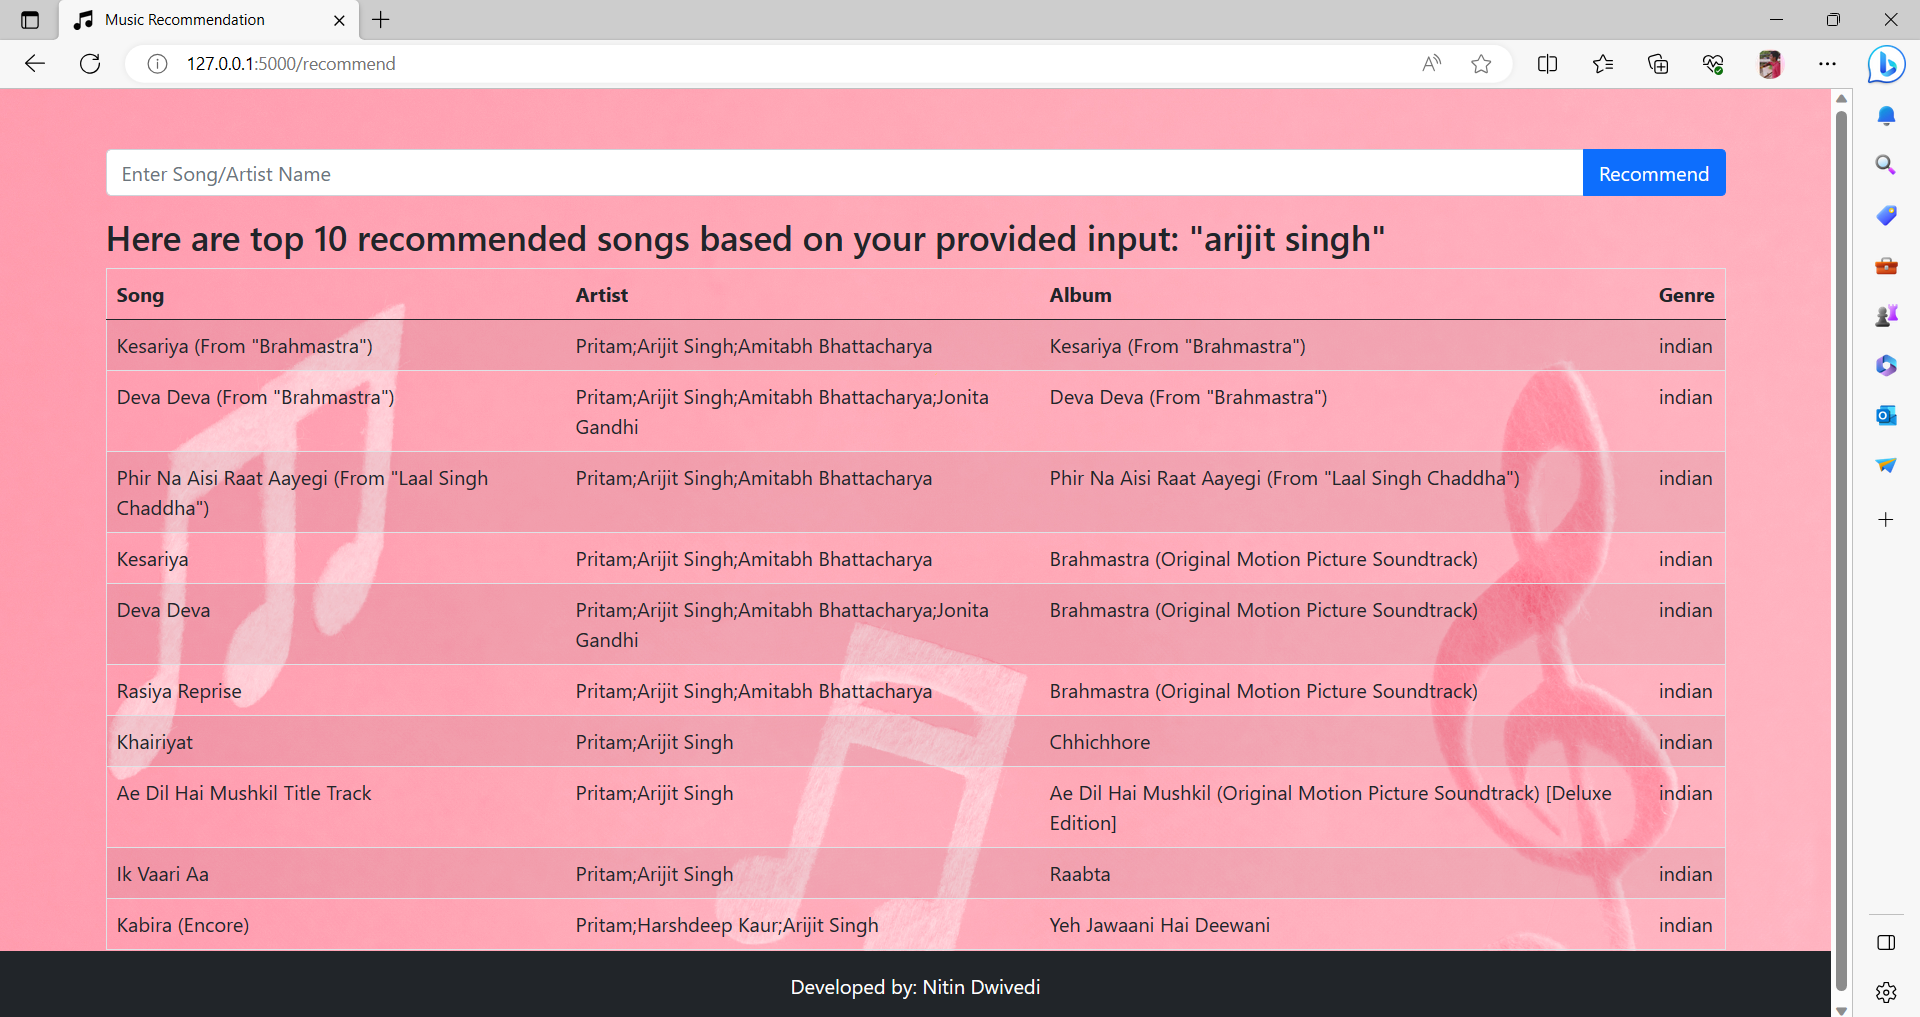 Music Recommendation
127.0.0.1:5000/recommend
Enter Song/Artist Name
Recommend
Here are top 10 recommended songs based on your provided input: "arijit singh"
Song Artist Album Genre
Kesariya (From "Brahmastra") Pritam;Arijit Singh;Amitabh Bhattacharya Kesariya (From "Brahmastra") indian
Deva Deva (From "Brahmastra") Pritam;Arijit Singh;Amitabh Bhattacharya;Jonita Deva Deva (From "Brahmastra") indian
Gandhi
Phir Na Aisi Raat Aayegi (From "Laal Singh Pritam;Arijit Singh;Amitabh Bhattacharya Phir Na Aisi Raat Aayegi (From "Laal Singh Chaddha") indian
Chaddha")
Kesariya Pritam;Arijit Singh;Amitabh Bhattacharya Brahmastra (Original Motion Picture Soundtrack) indian
Deva Deva Pritam;Arijit Singh;Amitabh Bhattacharya;Jonita Brahmastra (Original Motion Picture Soundtrack) indian
Gandhi
Rasiya Reprise Pritam;Arijit Singh;Amitabh Bhattacharya Brahmastra (Original Motion Picture Soundtrack) indian
Khairiyat Pritam;Arijit Singh Chhichhore indian
Ae Dil Hai Mushkil Title Track Pritam;Arijit Singh Ae Dil Hai Mushkil (Original Motion Picture Soundtrack) [Deluxe indian
Edition]
Ik Vaari Aa Pritam;Arijit Singh Raabta indian
Kabira (Encore) Pritam;Harshdeep Kaur;Arijit Singh Yeh Jawaani Hai Deewani indian
Developed by: Nitin Dwivedi